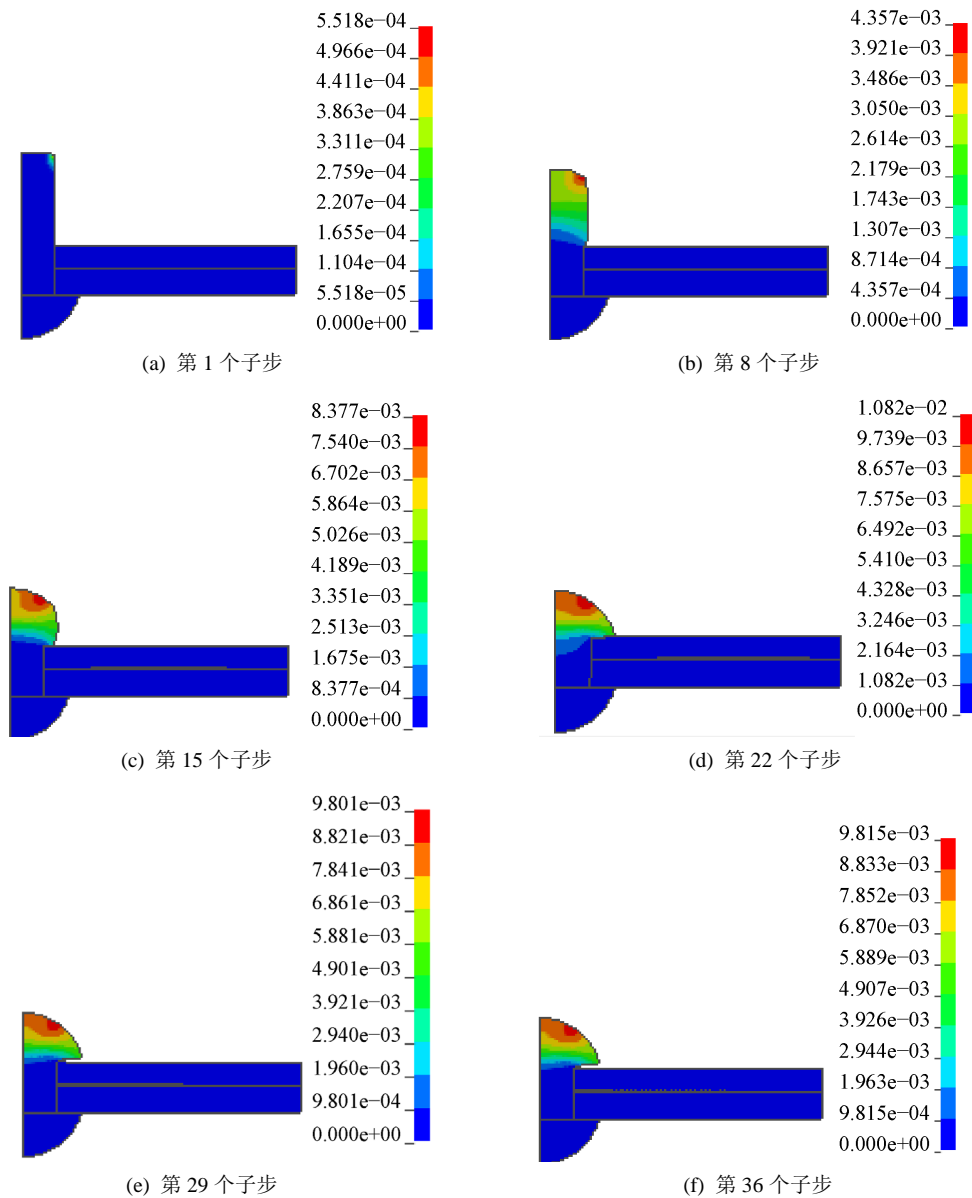 5.518e−04
4.966e−04
4.411e−04
3.863e−04
3.311e−04
2.759e−04
2.207e−04
1.655e−04
1.104e−04
5.518e−05
0.000e+00
(a) 第 1 个子步
4.357e−03
3.921e−03
3.486e−03
3.050e−03
2.614e−03
2.179e−03
1.743e−03
1.307e−03
8.714e−04
4.357e−04
0.000e+00
(b) 第 8 个子步
8.377e−03
7.540e−03
6.702e−03
5.864e−03
5.026e−03
4.189e−03
3.351e−03
2.513e−03
1.675e−03
8.377e−04
0.000e+00
(c) 第 15 个子步
1.082e−02
9.739e−03
8.657e−03
7.575e−03
6.492e−03
5.410e−03
4.328e−03
3.246e−03
2.164e−03
1.082e−03
0.000e+00
(d) 第 22 个子步
9.801e−03
8.821e−03
7.841e−03
6.861e−03
5.881e−03
4.901e−03
3.921e−03
2.940e−03
1.960e−03
9.801e−04
0.000e+00
(e) 第 29 个子步
9.815e−03
8.833e−03
7.852e−03
6.870e−03
5.889e−03
4.907e−03
3.926e−03
2.944e−03
1.963e−03
9.815e−04
0.000e+00
(f) 第 36 个子步